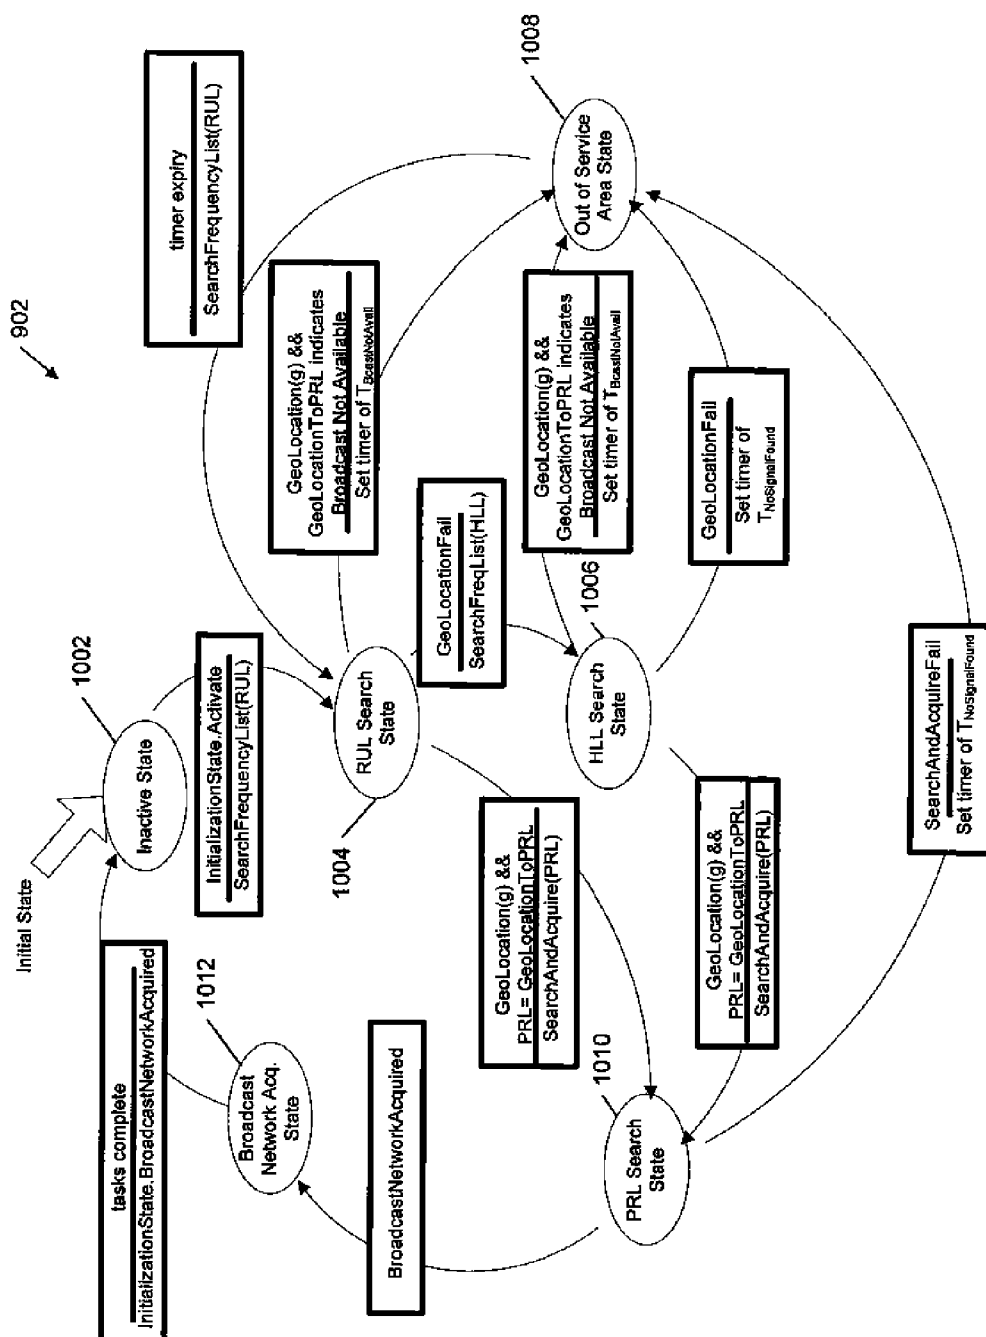 902
Initial State
tasks complete
InitializationState.BroadcastNetworkAcquired
1002
Inactive State
InitializationState.Activate
SearchFrequencyList(RUL)
timer expiry
SearchFrequencyList(RUL)
1012
Broadcast
Network Acq.
State
1004
RUL Search
State
GeoLocation(g) &&
GeoLocationToPRL indicates
Broadcast Not Available
Set timer of TBcastNotAvail
BroadcastNetworkAcquired
GeoLocationFail
SearchFreqList(HLL)
GeoLocation(g) &&
PRL= GeoLocationToPRL
SearchAndAcquire(PRL)
1008
Out of Service
Area State
GeoLocation(g) &&
GeoLocationToPRL indicates
Broadcast Not Available
Set timer of TBcastNotAvail
1006
HLL Search
State
1010
PRL Search
State
GeoLocation(g) &&
PRL= GeoLocationToPRL
SearchAndAcquire(PRL)
GeoLocationFail
Set timer of
TNoSignalFound
SearchAndAcquireFail
Set timer of TNoSignalFound